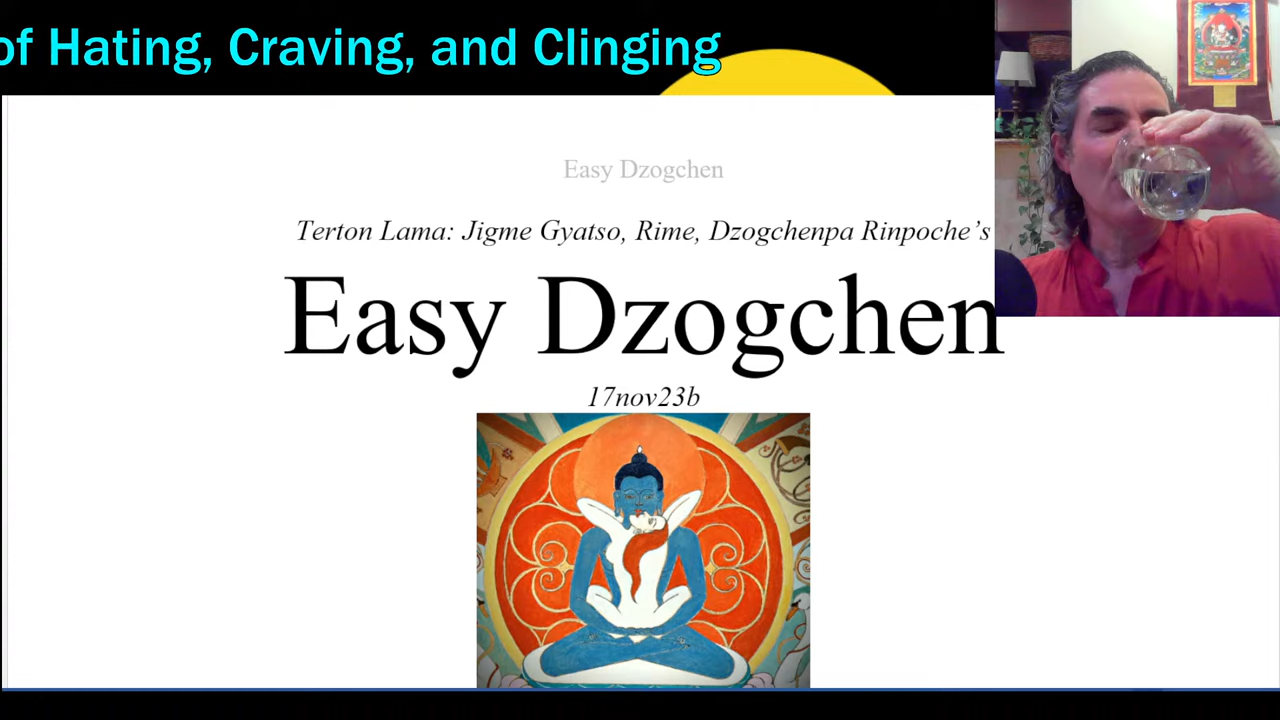 of Hating, Craving, and Clinging
Easy Dzogchen
Terton Lama: Jigme Gyatso, Rime, Dzogchenpa Rinpoche’s
Easy Dzogchen
17nov23b